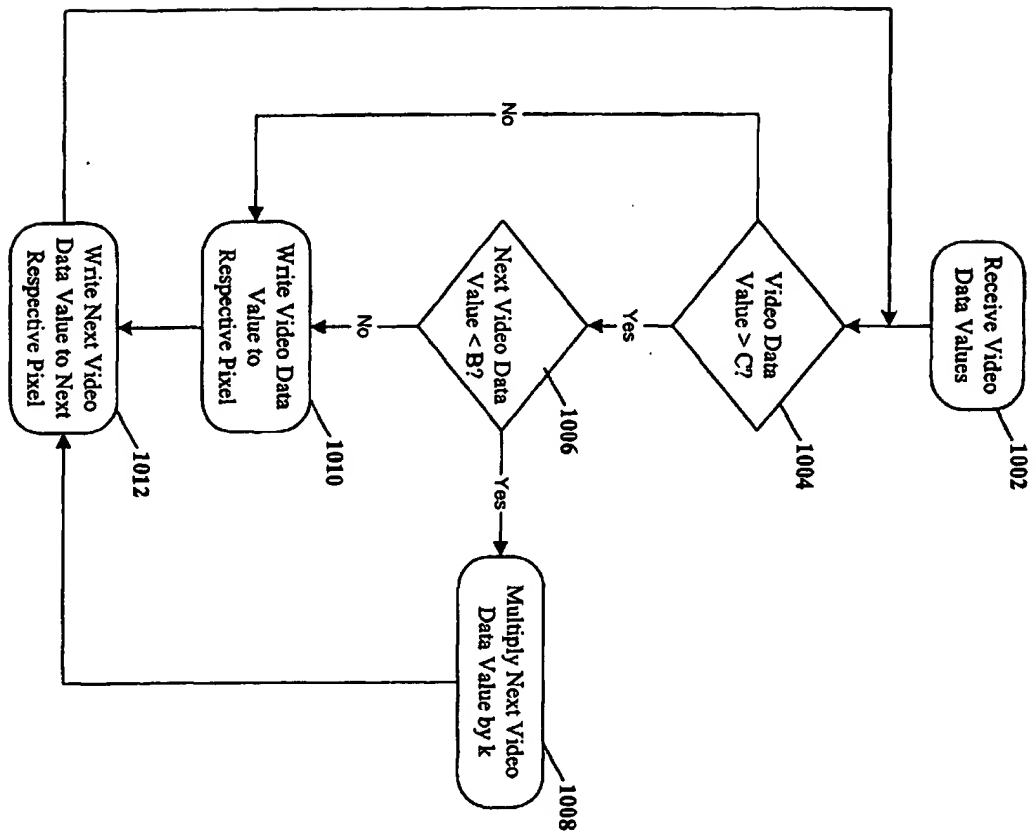 Receive Video
Data Values
1002
Video Data
Value > C?
1004
No
Yes
Next Video Data
Value < B?
1006
Yes
No
Multiply Next Video
Data Value by k
1008
Write Video Data
Value to
Respective Pixel
1010
Write Next Video
Data Value to Next
Respective Pixel
1012